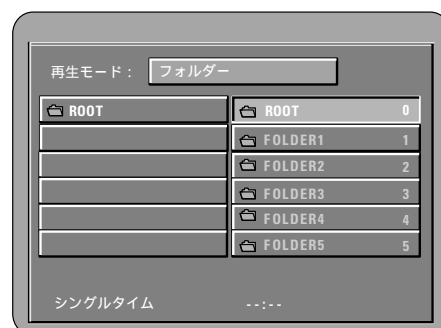 再生モード： フォルダー
ROOT ROOT 0
FOLDER1 1
FOLDER2 2
FOLDER3 3
FOLDER4 4
FOLDER5 5
シングルタイム --:--